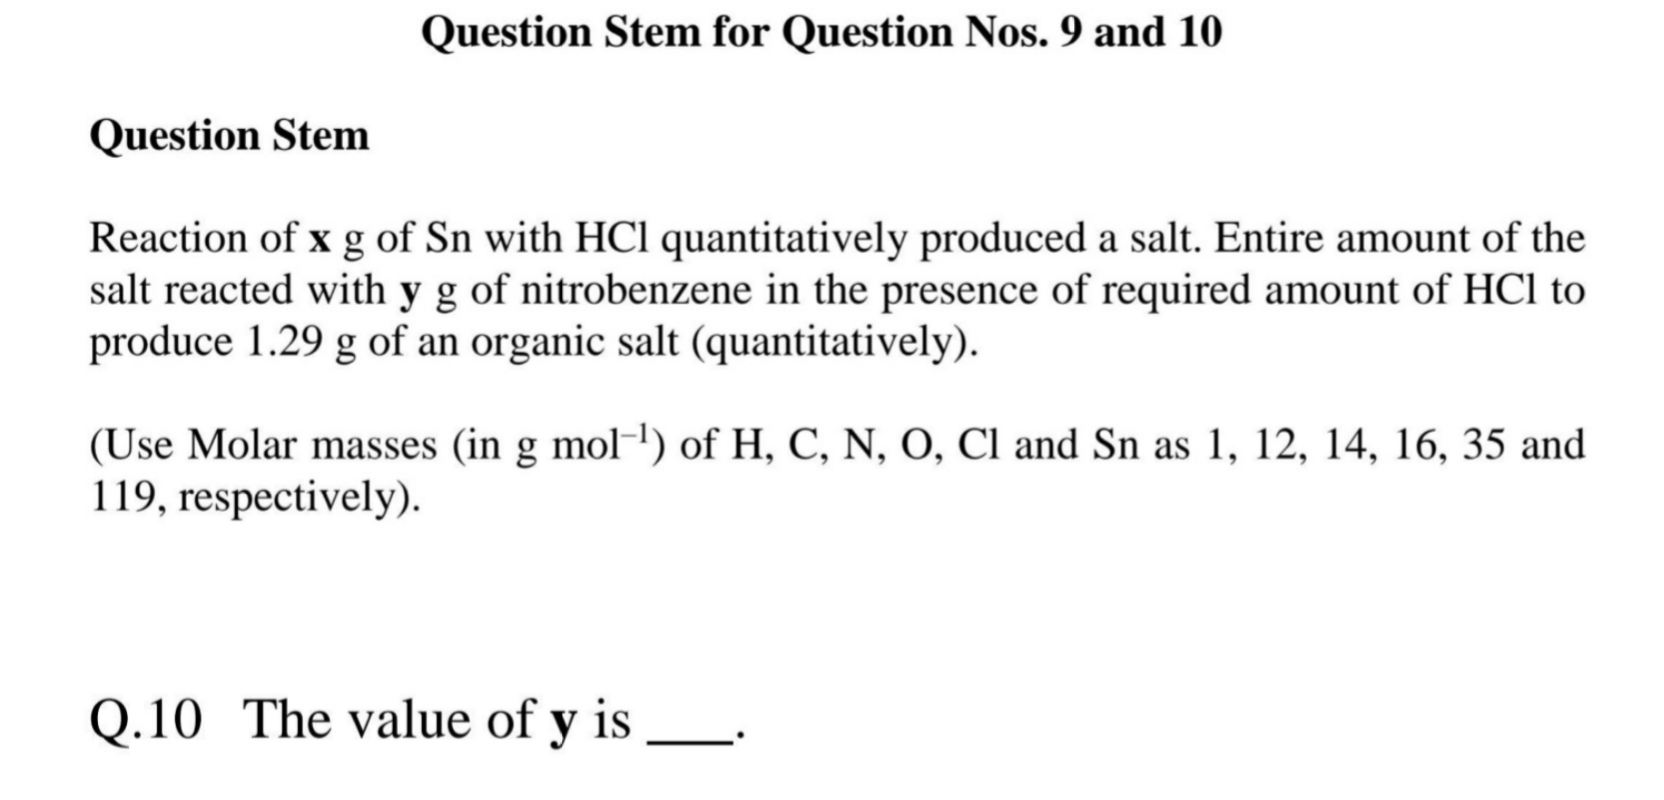 Question Stem for Question Nos. 9 and 10
Question Stem
Reaction of x g of Sn with HCl quantitatively produced a salt. Entire amount of the
salt reacted with y g of nitrobenzene in the presence of required amount of HCl to
produce 1.29 g of an organic salt (quantitatively).
(Use Molar masses (in g mol⁻¹) of H, C, N, O, Cl and Sn as 1, 12, 14, 16, 35 and
119, respectively).
Q.10 The value of y is ___.